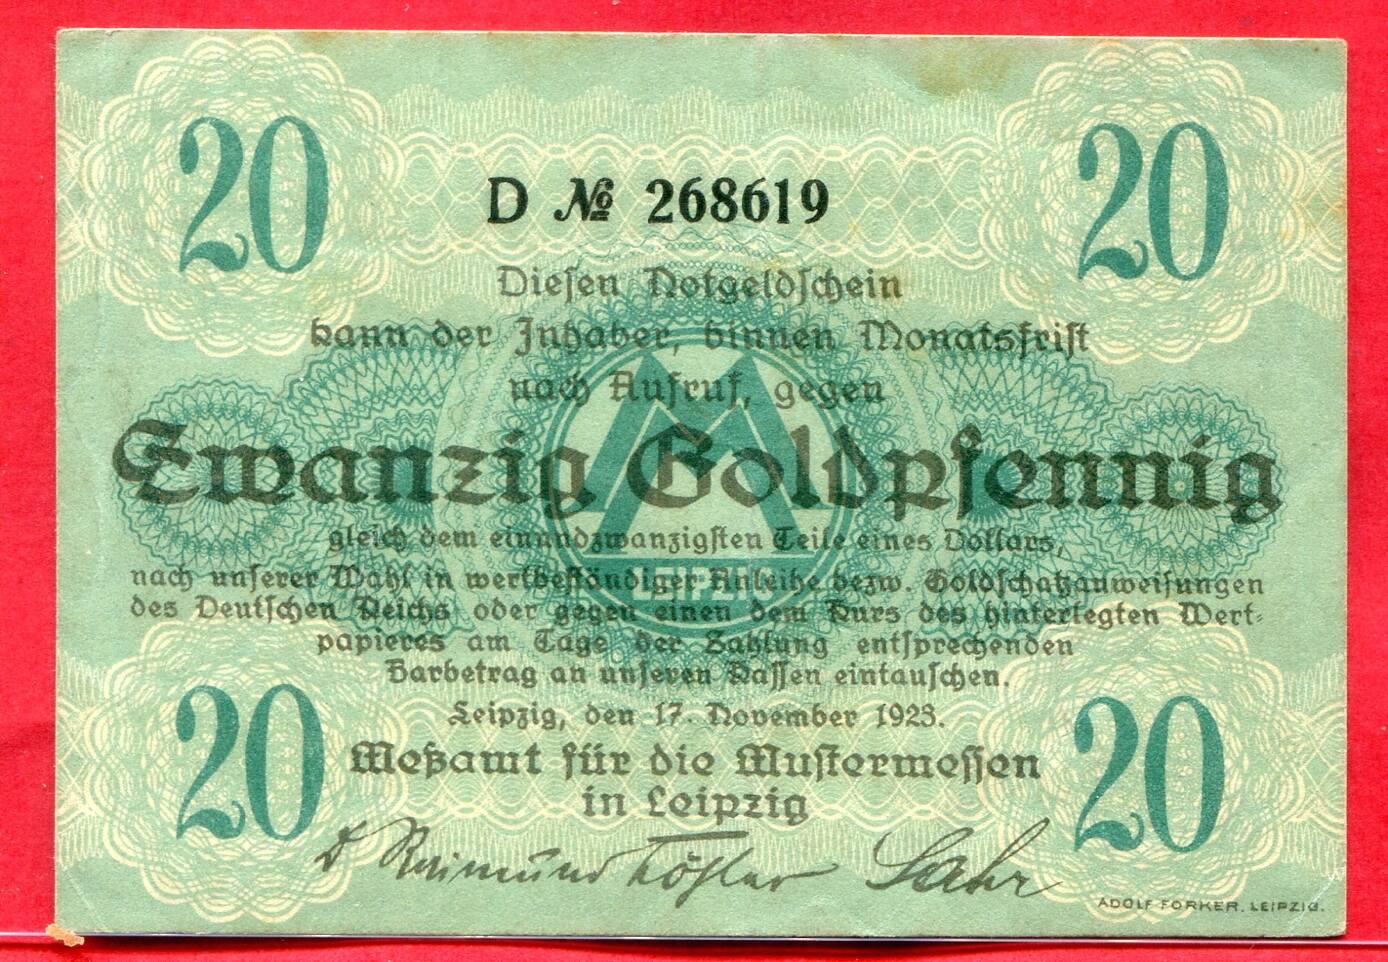 20 20
D № 268619
Diesen Notgeldschein
kann der Inhaber, binnen Monatsfrist
nach Aufruf, gegen
Zwanzig Goldpfennig
gleich dem einundzwanzigsten Teile eines Dollars,
nach unserer Wahl in wertbeständiger Anleihe bezw. Goldschatzanweisungen
des Deutschen Reichs oder gegen einen dem Kurs des hinterlegten Wert-
papieres am Tage der Zahlung entsprechenden
Barbetrag an unseren Kassen eintauschen.
Leipzig, den 17. November 1923.
Meßamt für die Mustermessen
in Leipzig
20 20
M
LEIPZIG
ADOLF FORKER, LEIPZIG.